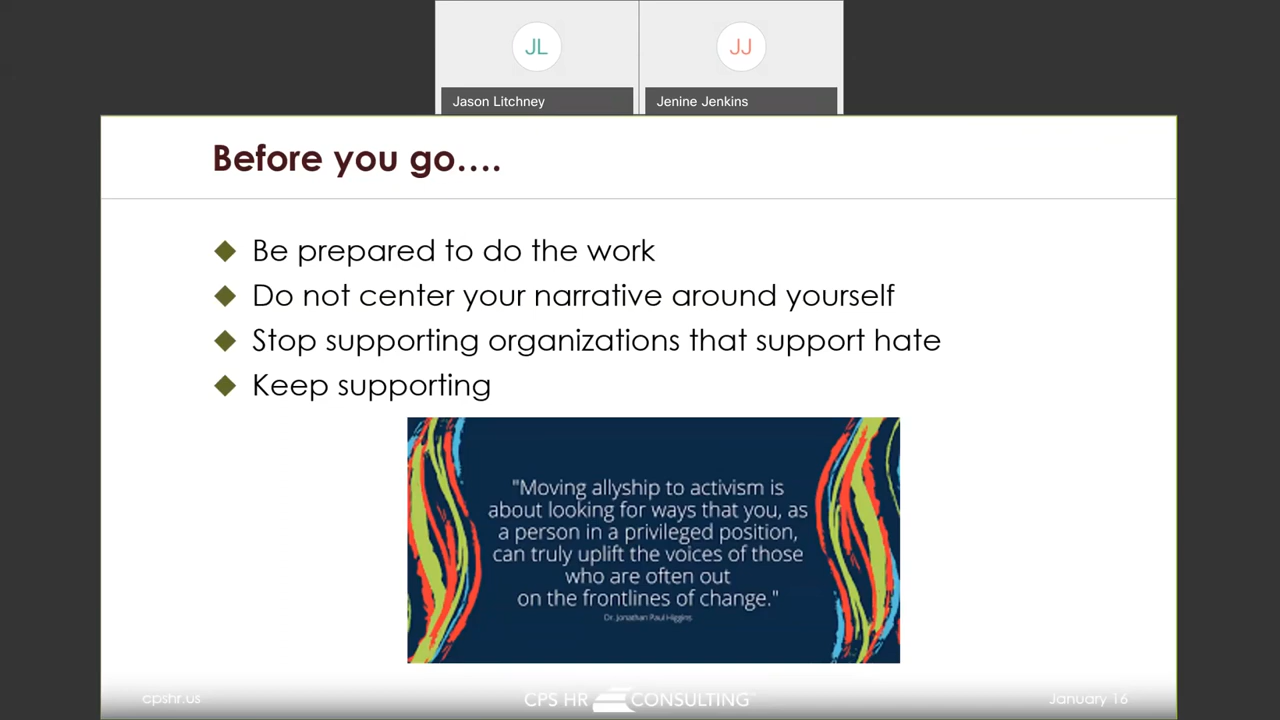 JL
JJ
Jason Litchney
Jenine Jenkins
Before you go....
Be prepared to do the work
Do not center your narrative around yourself
Stop supporting organizations that support hate
Keep supporting
"Moving allyship to activism is
about looking for ways that you, as
a person in a privileged position,
can truly uplift the voices of those
who are often out
on the frontlines of change."
Dr. Jonathan Paul Higgins
cpshr.us
CPS HR CONSULTING
January 16